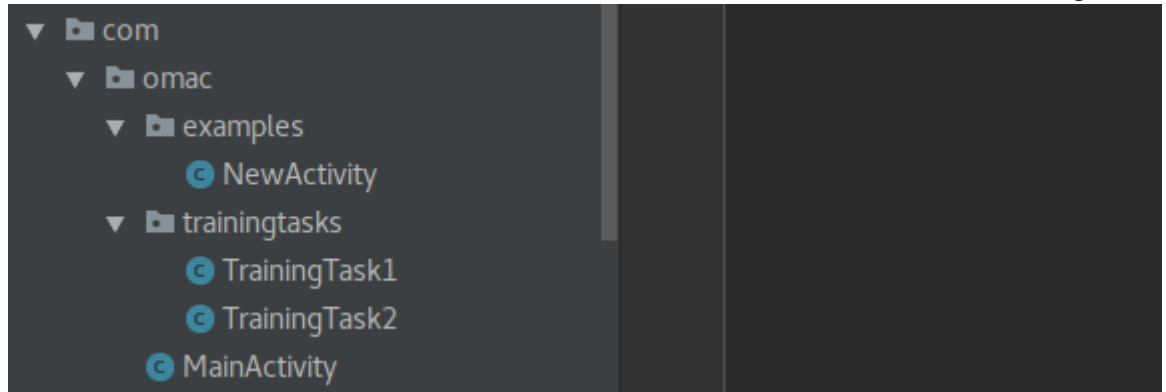 com
omac
examples
NewActivity
trainingtasks
TrainingTask1
TrainingTask2
MainActivity